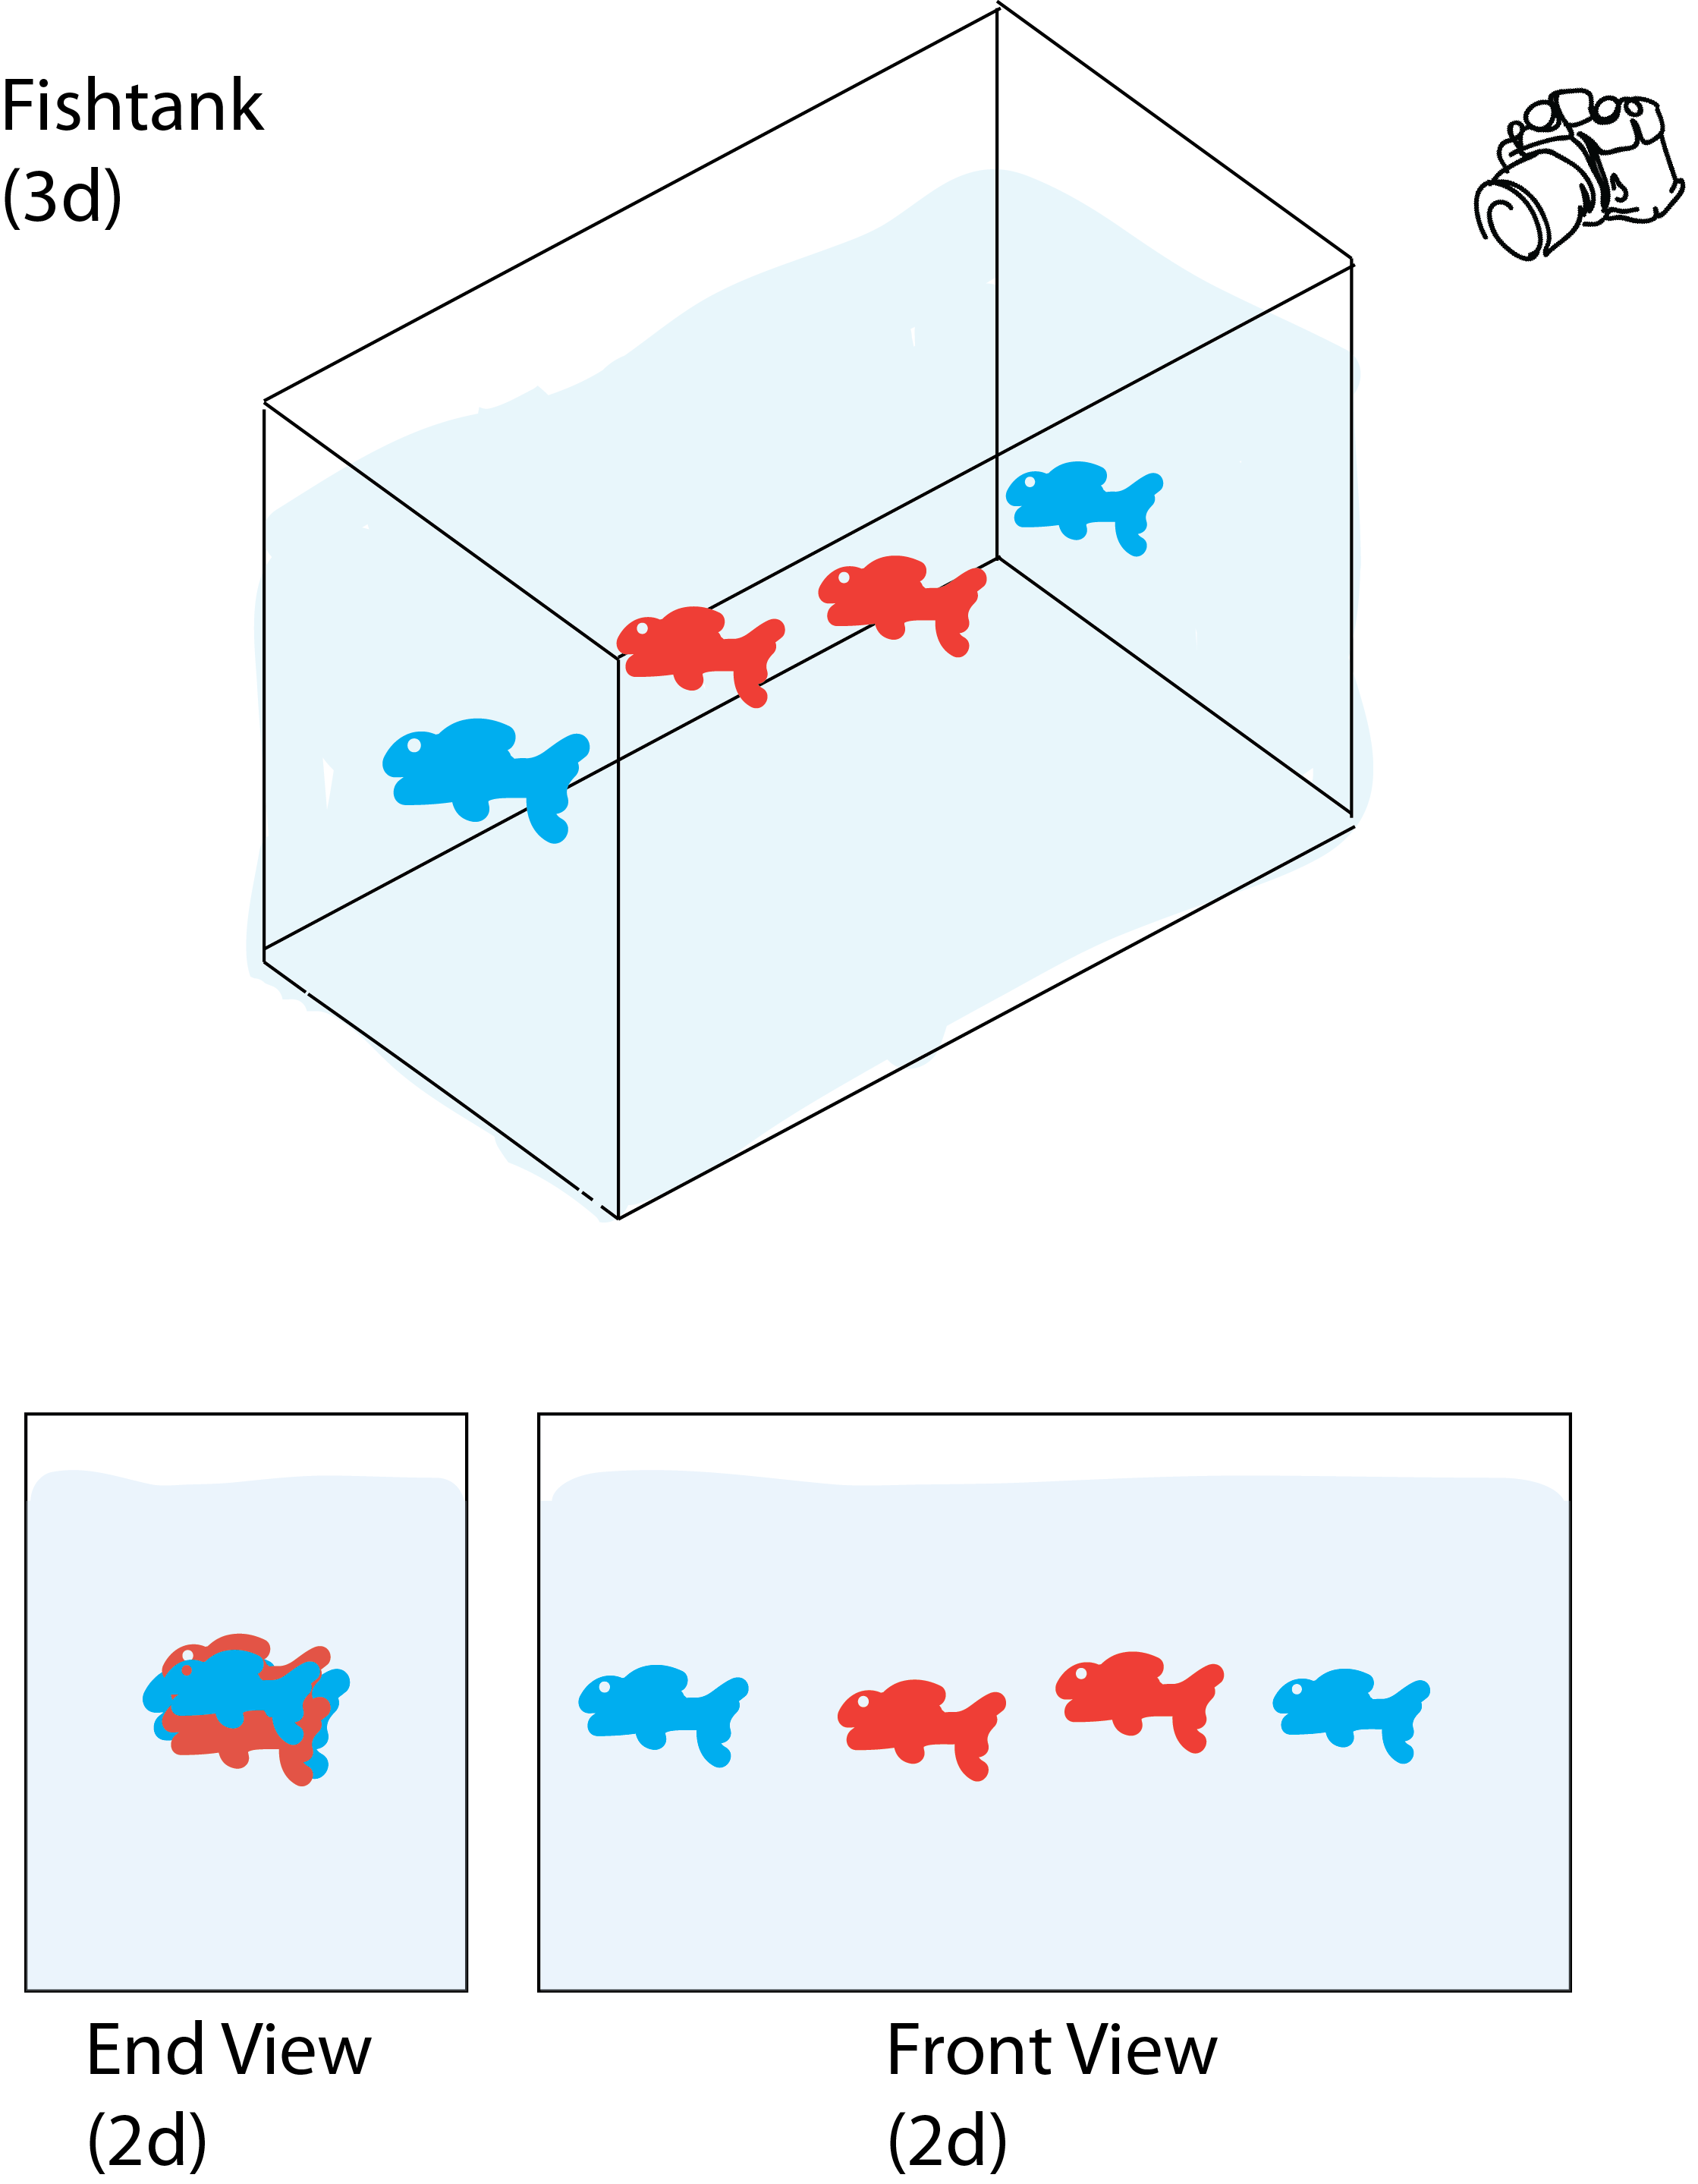 Fishtank
(3d)
End View
(2d)
Front View
(2d)